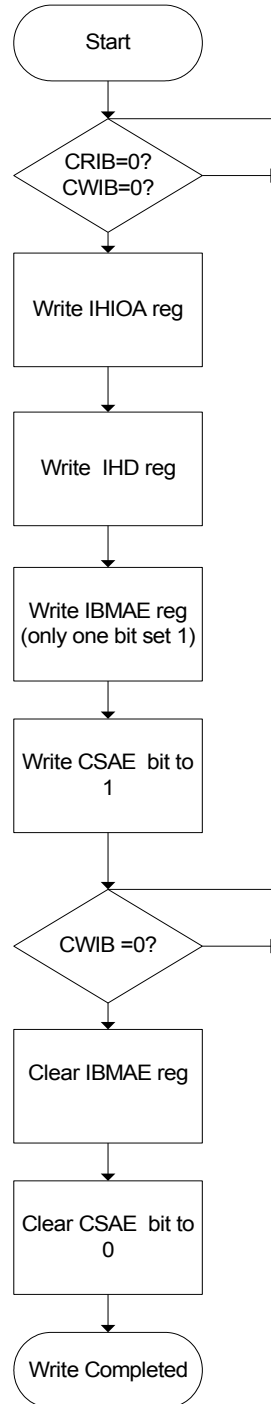 Start
CRIB=0?
CWIB=0?
Write IHIOA reg
Write IHD reg
Write IBMAE reg
(only one bit set 1)
Write CSAE bit to
1
CWIB =0?
Clear IBMAE reg
Clear CSAE bit to
0
Write Completed